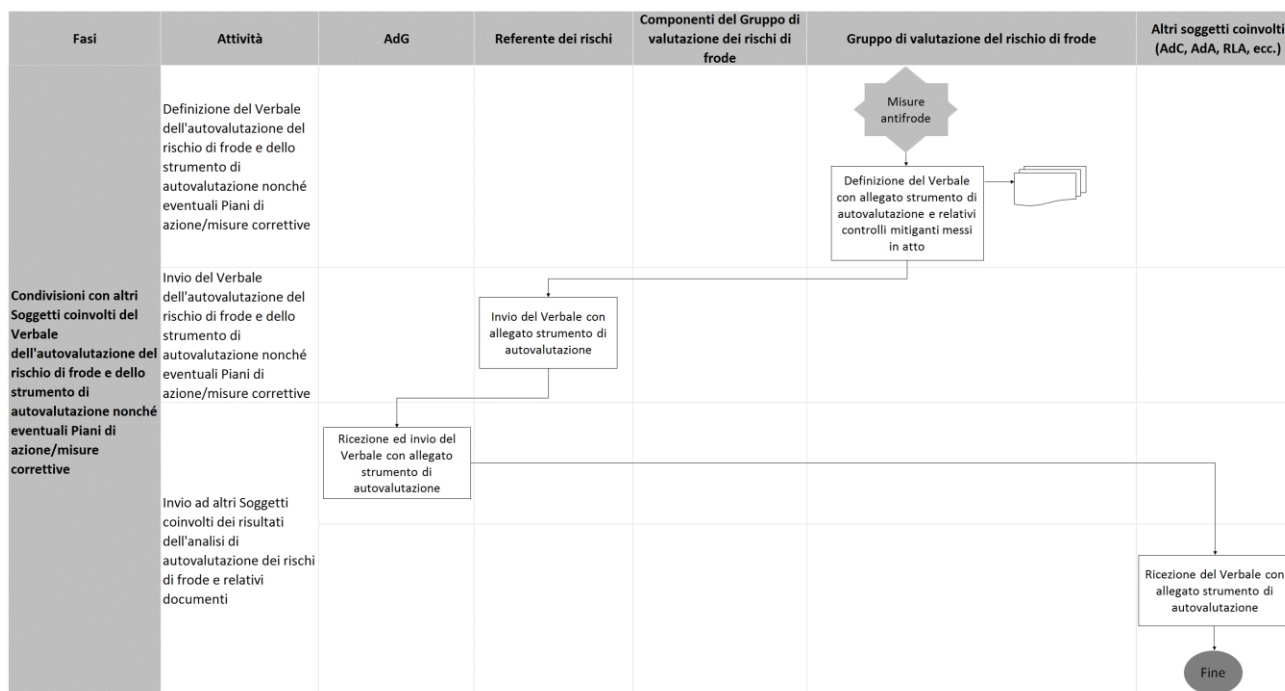 Fasi
Attività
AdG
Referente dei rischi
Componenti del Gruppo di
valutazione dei rischi di
frode
Gruppo di valutazione del rischio di frode
Altri soggetti coinvolti
(AdC, AdA, RLA, ecc.)
Condivisioni con altri
Soggetti coinvolti del
Verbale
dell'autovalutazione del
rischio di frode e dello
strumento di
autovalutazione nonché
eventuali Piani di
azione/misure
correttive
Definizione del Verbale
dell'autovalutazione del
rischio di frode e dello
strumento di
autovalutazione nonché
eventuali Piani di
azione/misure correttive
Misure
antifrode
Definizione del Verbale
con allegato strumento di
autovalutazione e relativi
controlli mitiganti messi
in atto
Invio del Verbale
dell'autovalutazione del
rischio di frode e dello
strumento di
autovalutazione nonché
eventuali Piani di
azione/misure correttive
Invio del Verbale con
allegato strumento di
autovalutazione
Invio ad altri Soggetti
coinvolti dei risultati
dell'analisi di
autovalutazione dei rischi
di frode e relativi
documenti
Ricezione ed invio del
Verbale con allegato
strumento di
autovalutazione
Ricezione del Verbale con
allegato strumento di
autovalutazione
Fine